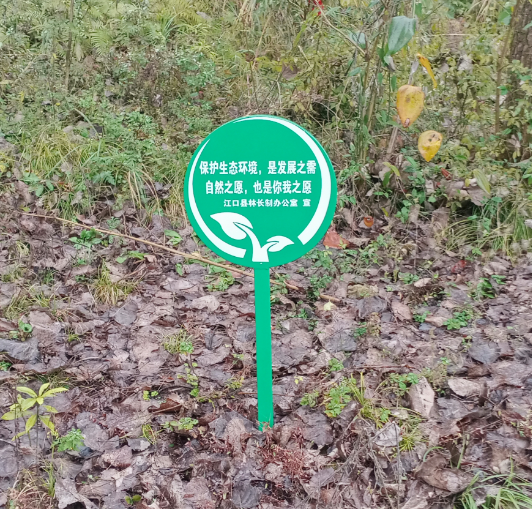 保护生态环境，是发展之需
自然之愿，也是你我之愿
江口县林长制办公室 宣